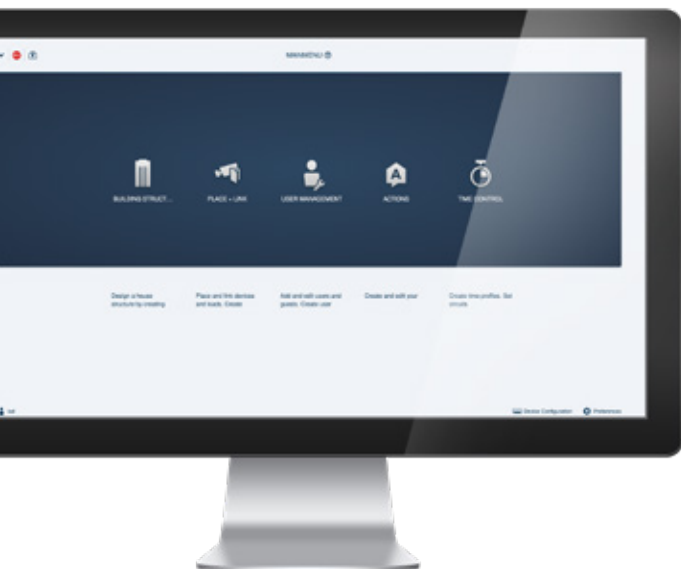 MAINMENU
BUILDING STRUCT...
PLACE + LINK
USER MANAGEMENT
ACTIONS
TIME CONTROL
Design a house
structure by creating
Place and link devices
and loads. Create
Add and edit users and
guests. Create user
Create and edit your
Create time profiles. Set
circuits
Device Configuration
Preferences